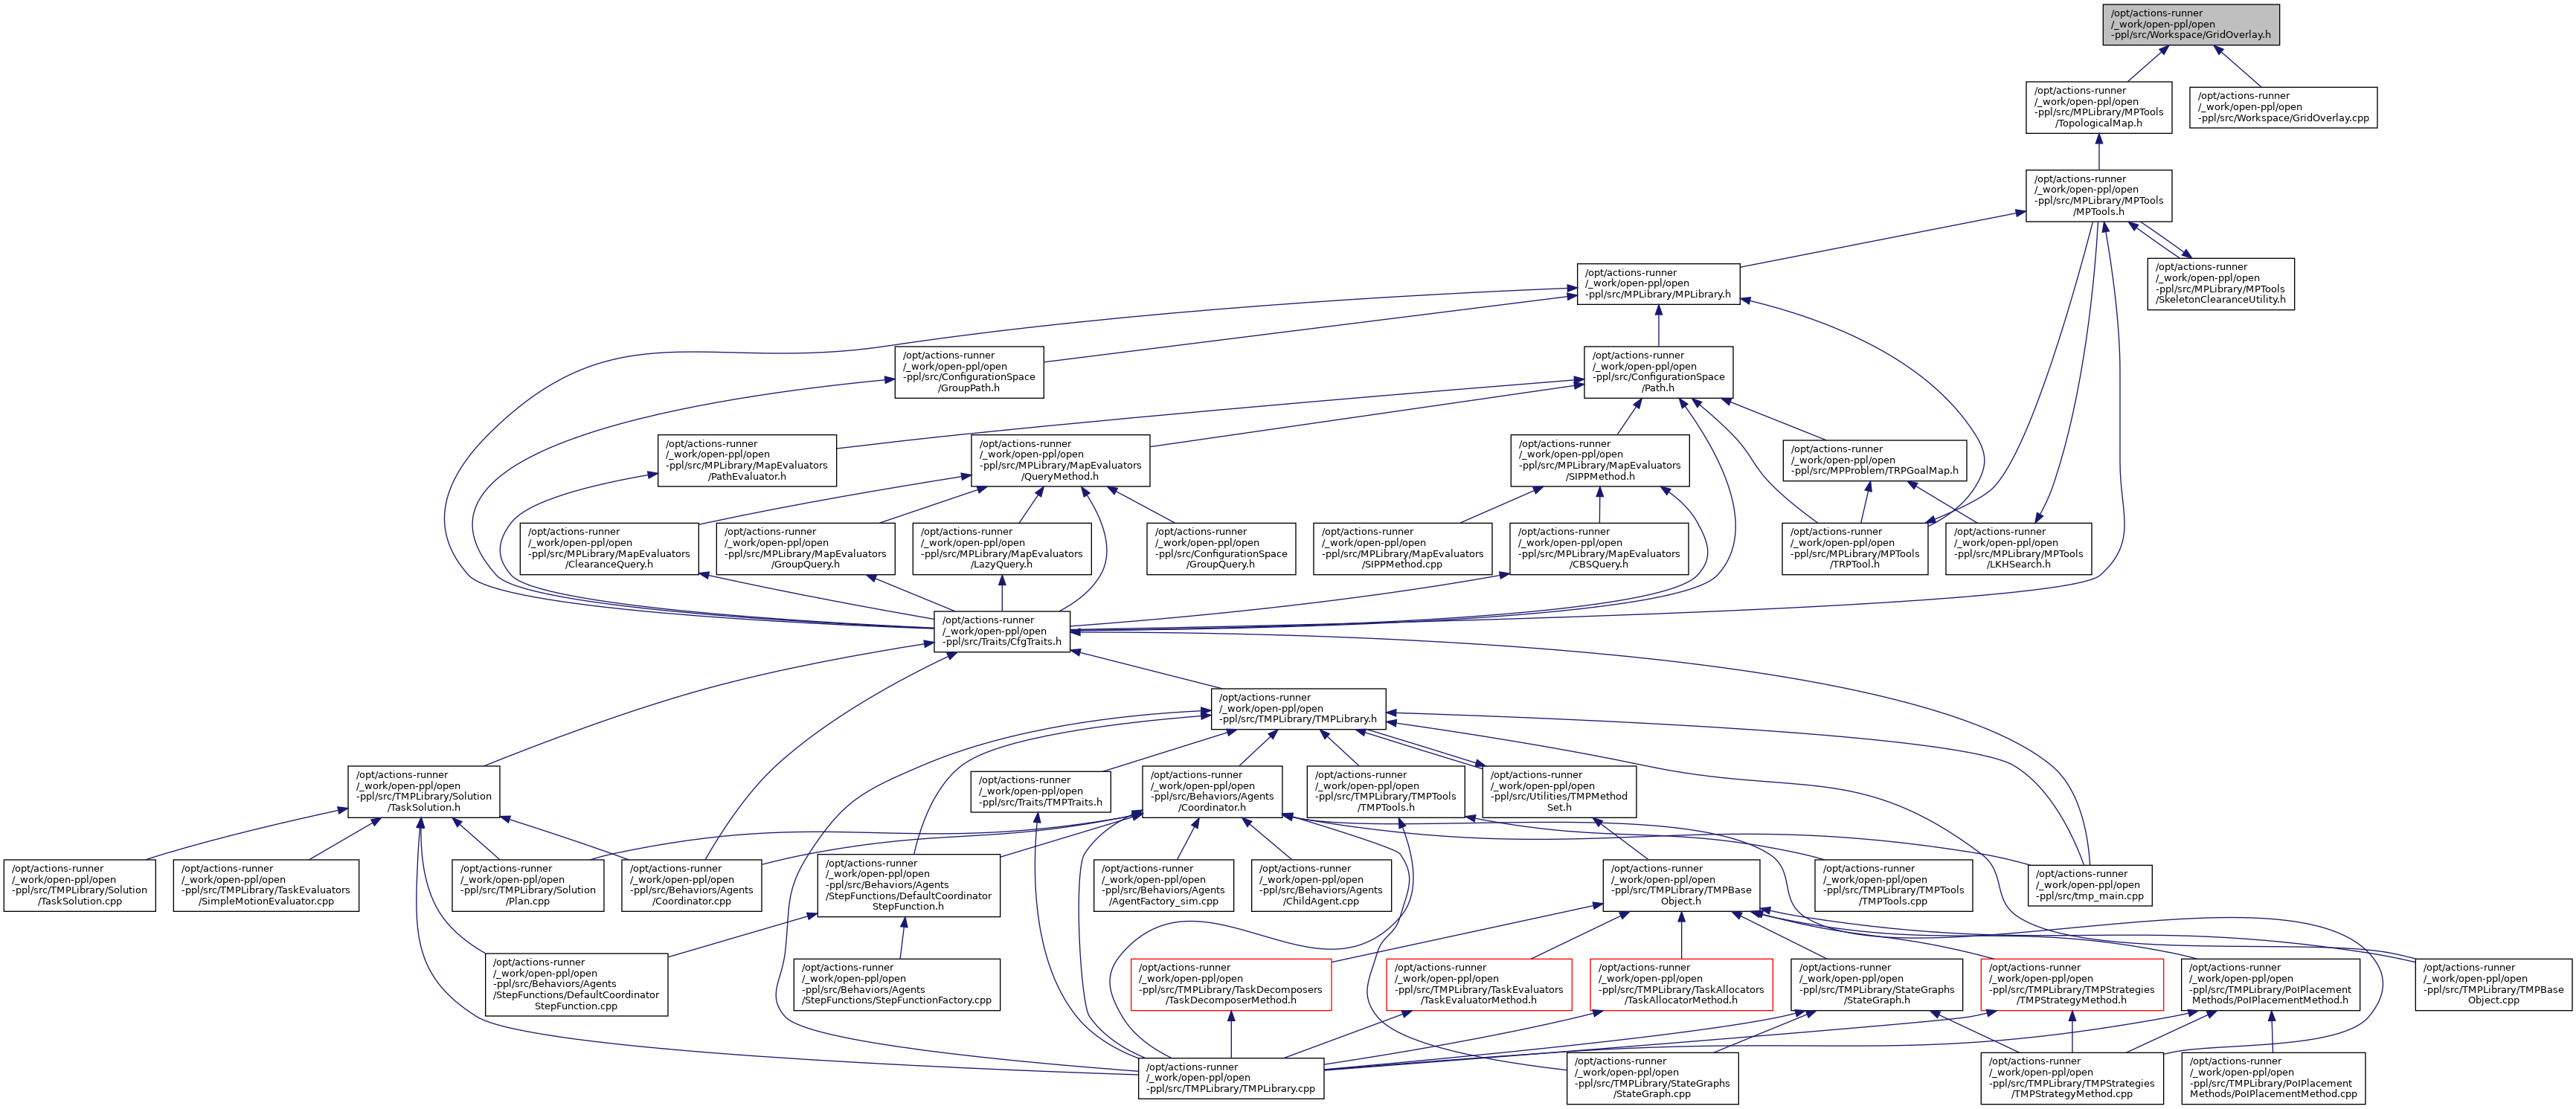 /opt/actions-runner
/_work/open-ppl/open
-ppl/src/Workspace/GridOverlay.h
/opt/actions-runner
/_work/open-ppl/open
-ppl/src/MPLibrary/MPTools
/TopologicalMap.h
/opt/actions-runner
/_work/open-ppl/open
-ppl/src/Workspace/GridOverlay.cpp
/opt/actions-runner
/_work/open-ppl/open
-ppl/src/MPLibrary/MPTools
/MPTools.h
/opt/actions-runner
/_work/open-ppl/open
-ppl/src/MPLibrary/MPLibrary.h
/opt/actions-runner
/_work/open-ppl/open
-ppl/src/MPLibrary/MPTools
/SkeletonClearanceUtility.h
/opt/actions-runner
/_work/open-ppl/open
-ppl/src/ConfigurationSpace
/GroupPath.h
/opt/actions-runner
/_work/open-ppl/open
-ppl/src/ConfigurationSpace
/Path.h
/opt/actions-runner
/_work/open-ppl/open
-ppl/src/MPLibrary/MapEvaluators
/PathEvaluator.h
/opt/actions-runner
/_work/open-ppl/open
-ppl/src/MPLibrary/MapEvaluators
/QueryMethod.h
/opt/actions-runner
/_work/open-ppl/open
-ppl/src/MPLibrary/MapEvaluators
/SIPPMethod.h
/opt/actions-runner
/_work/open-ppl/open
-ppl/src/MPProblem/TRPGoalMap.h
/opt/actions-runner
/_work/open-ppl/open
-ppl/src/MPLibrary/MapEvaluators
/ClearanceQuery.h
/opt/actions-runner
/_work/open-ppl/open
-ppl/src/MPLibrary/MapEvaluators
/GroupQuery.h
/opt/actions-runner
/_work/open-ppl/open
-ppl/src/MPLibrary/MapEvaluators
/LazyQuery.h
/opt/actions-runner
/_work/open-ppl/open
-ppl/src/ConfigurationSpace
/GroupQuery.h
/opt/actions-runner
/_work/open-ppl/open
-ppl/src/MPLibrary/MapEvaluators
/SIPPMethod.cpp
/opt/actions-runner
/_work/open-ppl/open
-ppl/src/MPLibrary/MapEvaluators
/CBSQuery.h
/opt/actions-runner
/_work/open-ppl/open
-ppl/src/MPLibrary/MPTools
/TRPTool.h
/opt/actions-runner
/_work/open-ppl/open
-ppl/src/MPLibrary/MPTools
/LKHSearch.h
/opt/actions-runner
/_work/open-ppl/open
-ppl/src/Traits/CfgTraits.h
/opt/actions-runner
/_work/open-ppl/open
-ppl/src/TMPLibrary/TMPLibrary.h
/opt/actions-runner
/_work/open-ppl/open
-ppl/src/TMPLibrary/Solution
/TaskSolution.h
/opt/actions-runner
/_work/open-ppl/open
-ppl/src/Traits/TMPTraits.h
/opt/actions-runner
/_work/open-ppl/open
-ppl/src/Behaviors/Agents
/Coordinator.h
/opt/actions-runner
/_work/open-ppl/open
-ppl/src/TMPLibrary/TMPTools
/TMPTools.h
/opt/actions-runner
/_work/open-ppl/open
-ppl/src/Utilities/TMPMethod
Set.h
/opt/actions-runner
/_work/open-ppl/open
-ppl/src/TMPLibrary/Solution
/TaskSolution.cpp
/opt/actions-runner
/_work/open-ppl/open
-ppl/src/TMPLibrary/TaskEvaluators
/SimpleMotionEvaluator.cpp
/opt/actions-runner
/_work/open-ppl/open
-ppl/src/TMPLibrary/Solution
/Plan.cpp
/opt/actions-runner
/_work/open-ppl/open
-ppl/src/Behaviors/Agents
/Coordinator.cpp
/opt/actions-runner
/_work/open-ppl/open
-ppl/src/Behaviors/Agents
/StepFunctions/DefaultCoordinator
StepFunction.h
/opt/actions-runner
/_work/open-ppl/open
-ppl/src/Behaviors/Agents
/AgentFactory_sim.cpp
/opt/actions-runner
/_work/open-ppl/open
-ppl/src/Behaviors/Agents
/ChildAgent.cpp
/opt/actions-runner
/_work/open-ppl/open
-ppl/src/TMPLibrary/TMPBase
Object.h
/opt/actions-runner
/_work/open-ppl/open
-ppl/src/TMPLibrary/TMPTools
/TMPTools.cpp
/opt/actions-runner
/_work/open-ppl/open
-ppl/src/tmp_main.cpp
/opt/actions-runner
/_work/open-ppl/open
-ppl/src/Behaviors/Agents
/StepFunctions/DefaultCoordinator
StepFunction.cpp
/opt/actions-runner
/_work/open-ppl/open
-ppl/src/Behaviors/Agents
/StepFunctions/StepFunctionFactory.cpp
/opt/actions-runner
/_work/open-ppl/open
-ppl/src/TMPLibrary/TaskDecomposers
/TaskDecomposerMethod.h
/opt/actions-runner
/_work/open-ppl/open
-ppl/src/TMPLibrary/TaskEvaluators
/TaskEvaluatorMethod.h
/opt/actions-runner
/_work/open-ppl/open
-ppl/src/TMPLibrary/TaskAllocators
/TaskAllocatorMethod.h
/opt/actions-runner
/_work/open-ppl/open
-ppl/src/TMPLibrary/StateGraphs
/StateGraph.h
/opt/actions-runner
/_work/open-ppl/open
-ppl/src/TMPLibrary/TMPStrategies
/TMPStrategyMethod.h
/opt/actions-runner
/_work/open-ppl/open
-ppl/src/TMPLibrary/PoIPlacement
Methods/PoIPlacementMethod.h
/opt/actions-runner
/_work/open-ppl/open
-ppl/src/TMPLibrary/TMPBase
Object.cpp
/opt/actions-runner
/_work/open-ppl/open
-ppl/src/TMPLibrary/TMPLibrary.cpp
/opt/actions-runner
/_work/open-ppl/open
-ppl/src/TMPLibrary/StateGraphs
/StateGraph.cpp
/opt/actions-runner
/_work/open-ppl/open
-ppl/src/TMPLibrary/TMPStrategies
/TMPStrategyMethod.cpp
/opt/actions-runner
/_work/open-ppl/open
-ppl/src/TMPLibrary/PoIPlacement
Methods/PoIPlacementMethod.cpp